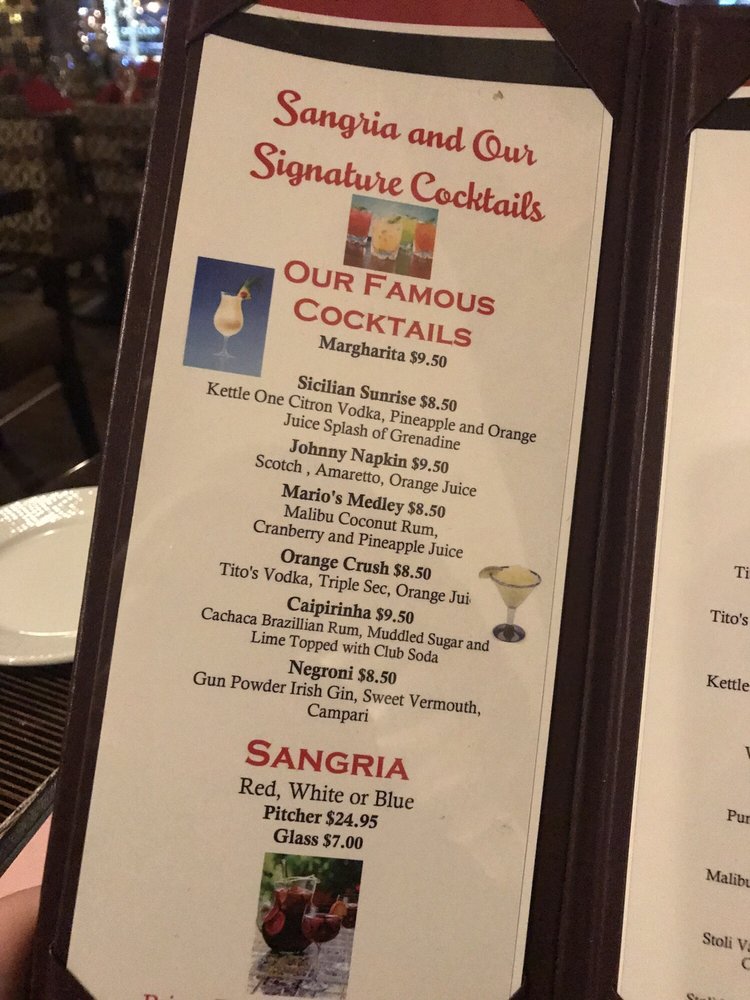 Sangria and Our
Signature Cocktails
OUR FAMOUS
COCKTAILS
Margharita $9.50
Sicilian Sunrise $8.50
Kettle One Citron Vodka, Pineapple and Orange
Juice Splash of Grenadine
Johnny Napkin $9.50
Scotch , Amaretto, Orange Juice
Mario's Medley $8.50
Malibu Coconut Rum,
Cranberry and Pineapple Juice
Orange Crush $8.50
Tito's Vodka, Triple Sec, Orange Jui
Caipirinha $9.50
Cachaca Brazillian Rum, Muddled Sugar and
Lime Topped with Club Soda
Negroni $8.50
Gun Powder Irish Gin, Sweet Vermouth,
Campari
SANGRIA
Red, White or Blue
Pitcher $24.95
Glass $7.00
Tito's
Kettle
Malibu
Stoli